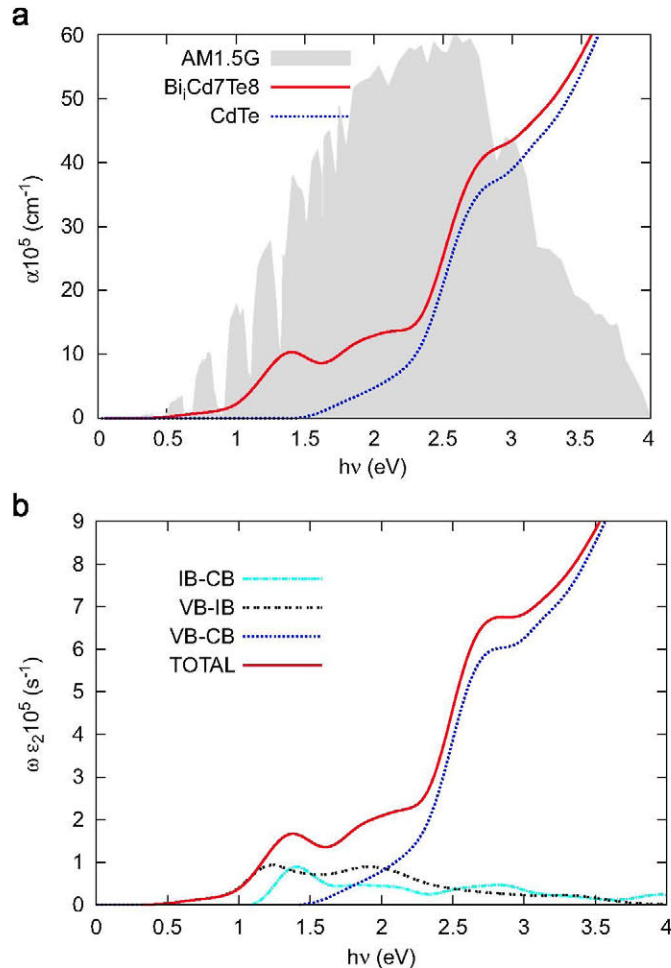 a
60
50
40
30
20
10
0
α10⁵ (cm⁻¹)
AM1.5G
BiᵢCd7Te8
CdTe
0 0.5 1 1.5 2 2.5 3 3.5 4
hν (eV)
b
9
8
7
6
5
4
3
2
1
0
ω ε₂10⁵ (s⁻¹)
IB-CB
VB-IB
VB-CB
TOTAL
0 0.5 1 1.5 2 2.5 3 3.5 4
hν (eV)